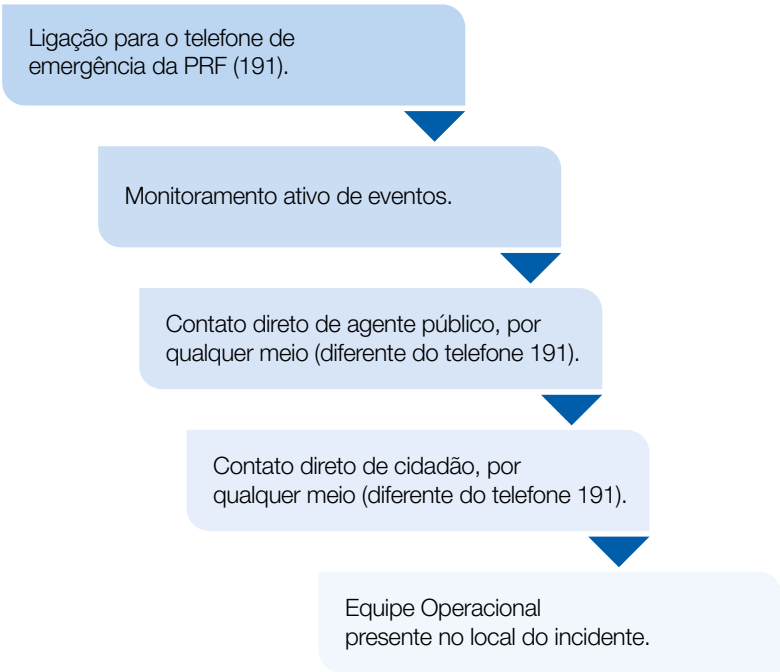 Ligação para o telefone de
emergência da PRF (191).
Monitoramento ativo de eventos.
Contato direto de agente público, por
qualquer meio (diferente do telefone 191).
Contato direto de cidadão, por
qualquer meio (diferente do telefone 191).
Equipe Operacional
presente no local do incidente.